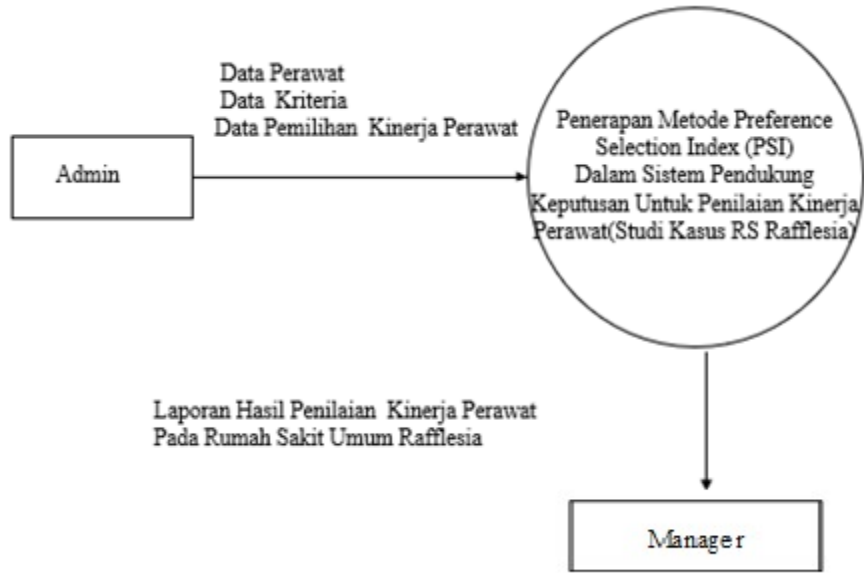 Data Perawat
Data Kriteria
Data Pemilihan Kinerja Perawat
Admin
Penerapan Metode Preference
Selection Index (PSI)
Dalam Sistem Pendukung
Keputusan Untuk Penilaian Kinerja
Perawat(Studi Kasus RS Rafflesia)
Laporan Hasil Penilaian Kinerja Perawat
Pada Rumah Sakit Umum Rafflesia
Manager